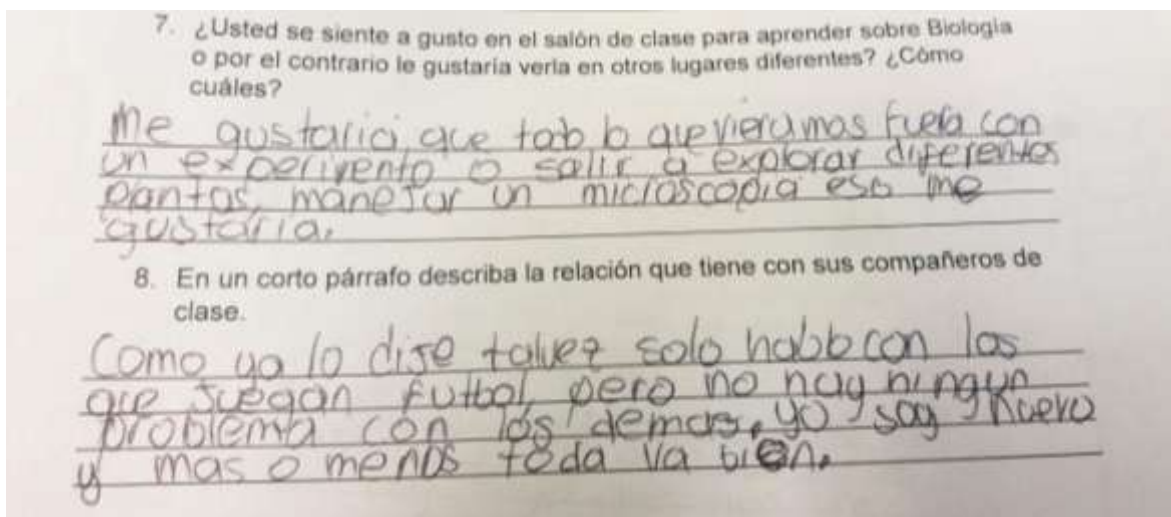 7. ¿Usted se siente a gusto en el salón de clase para aprender sobre Biología
o por el contrario le gustaría verla en otros lugares diferentes? ¿Cómo
cuáles?
Me gustaria que todo lo que vieramos fuera con
un experimento o salir a explorar diferentes
plantas, manejar un microscopia eso me
gustaria.
8. En un corto párrafo describa la relación que tiene con sus compañeros de
clase.
Como ya lo dije talvez solo hablo con los
que juegan futbol, pero no hay ningun
problema con los demas, yo soy nuevo
y mas o menos toda va bien.